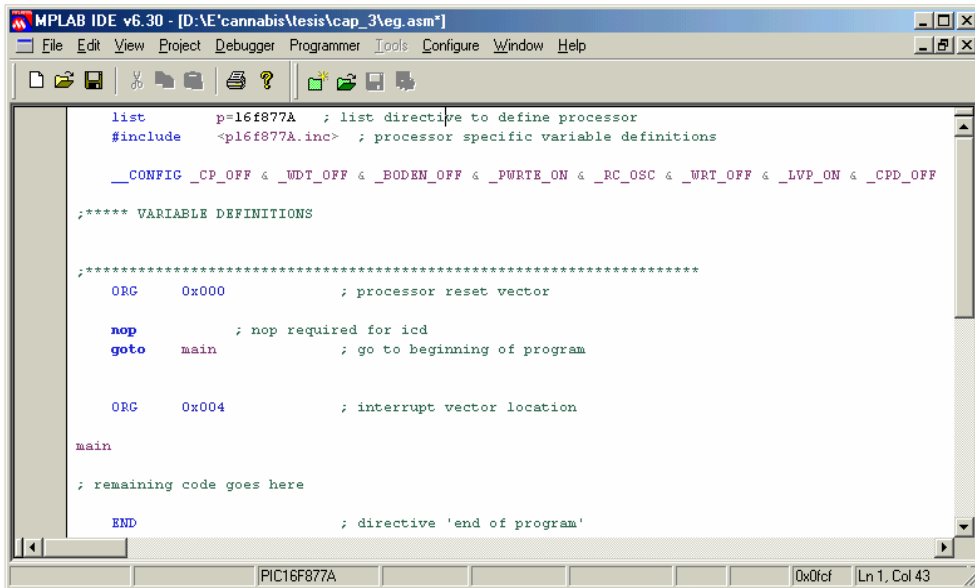 MPLAB IDE v6.30 - [D:\E'cannabis\tesis\cap_3\eg.asm*]
File Edit View Project Debugger Programmer Tools Configure Window Help
list p=16f877A ; list directive to define processor
#include <p16f877A.inc> ; processor specific variable definitions
__CONFIG _CP_OFF & _WDT_OFF & _BODEN_OFF & _PWRTE_ON & _RC_OSC & _WRT_OFF & _LVP_ON & _CPD_OFF
;***** VARIABLE DEFINITIONS
;**********************************************************************
ORG 0x000 ; processor reset vector
nop ; nop required for icd
goto main ; go to beginning of program
ORG 0x004 ; interrupt vector location
main
; remaining code goes here
END ; directive 'end of program'
PIC16F877A 0x0fcf Ln 1, Col 43